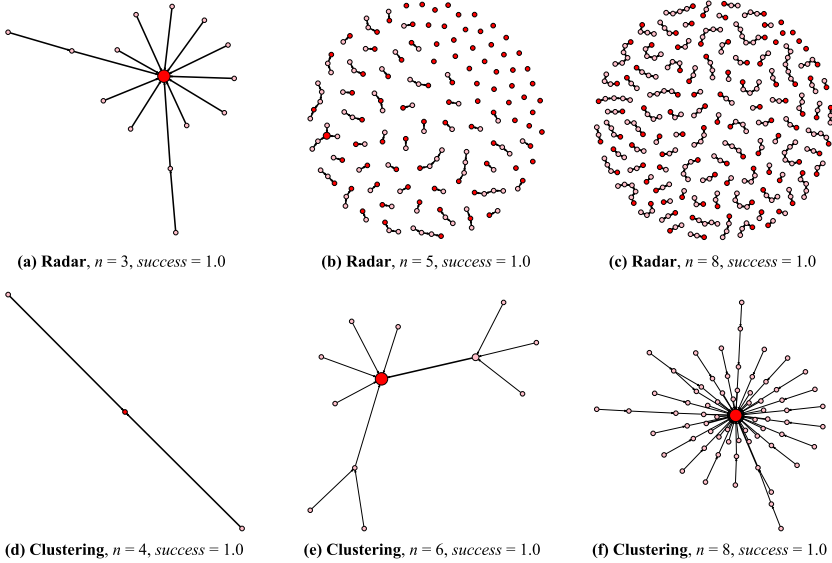 (a) Radar, n = 3, success = 1.0
(b) Radar, n = 5, success = 1.0
(c) Radar, n = 8, success = 1.0
(d) Clustering, n = 4, success = 1.0
(e) Clustering, n = 6, success = 1.0
(f) Clustering, n = 8, success = 1.0